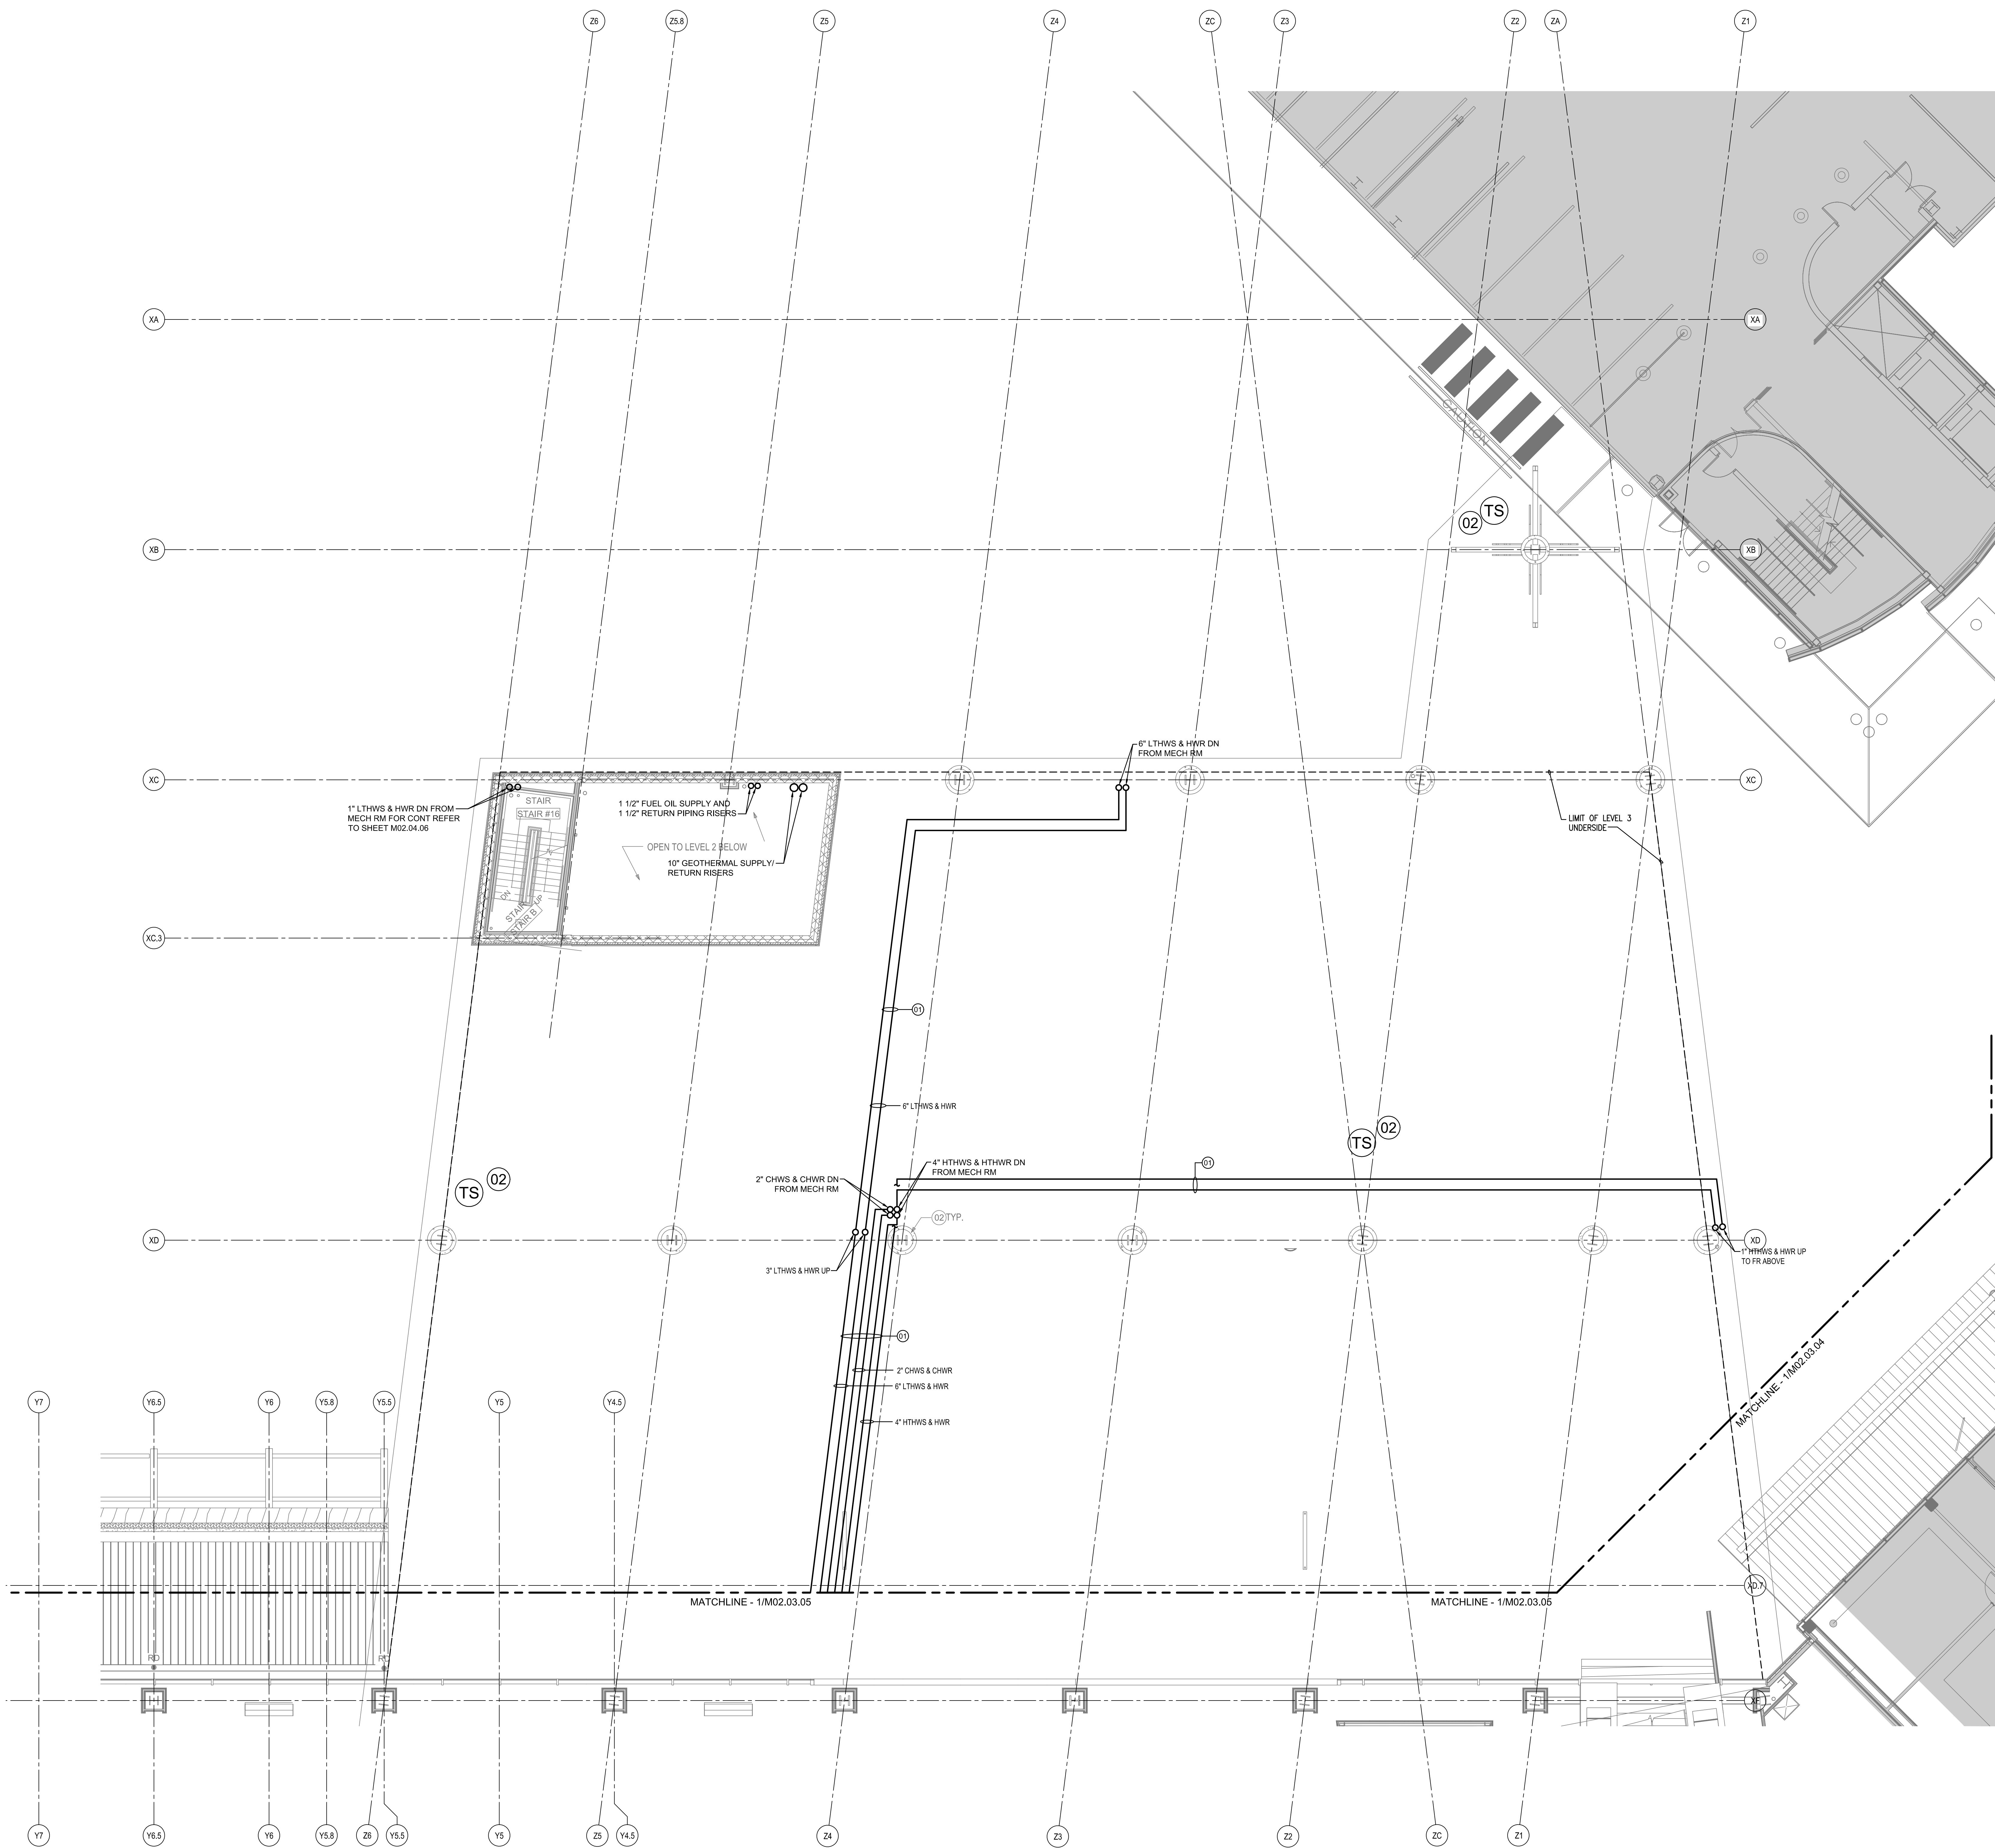 Z6
Z5.8
Z5
Z4
ZC
Z3
Z2
ZA
Z1
XA
XA
CAUTION
02
TS
XB
XB
6" LTHWS & HWR DN
FROM MECH RM
XC
XC
1" LTHWS & HWR DN FROM
MECH RM FOR CONT REFER
TO SHEET M02.04.06
STAIR
STAIR #16
1 1/2" FUEL OIL SUPPLY AND
1 1/2" RETURN PIPING RISERS
OPEN TO LEVEL 2 BELOW
10" GEOTHERMAL SUPPLY/
RETURN RISERS
LIMIT OF LEVEL 3
UNDERSIDE
DN
UP
STAIR
STAIR B
XC.3
01
6" LTHWS & HWR
TS
02
TS
02
2" CHWS & CHWR DN
FROM MECH RM
4" HTHWS & HTHWR DN
FROM MECH RM
01
02 TYP.
XD
XD
3" LTHWS & HWR UP
1" HTHWS & HWR UP
TO FR ABOVE
01
2" CHWS & CHWR
6" LTHWS & HWR
4" HTHWS & HWR
MATCHLINE - 1/M02.03.04
Y7
Y6.5
Y6
Y5.8
Y5.5
Y5
Y4.5
XD.7
MATCHLINE - 1/M02.03.05
MATCHLINE - 1/M02.03.05
RD
RD
XF
Y7
Y6.5
Y6
Y5.8
Z6
Y5.5
Y5
Z5
Y4.5
Z4
Z3
Z2
ZC
Z1